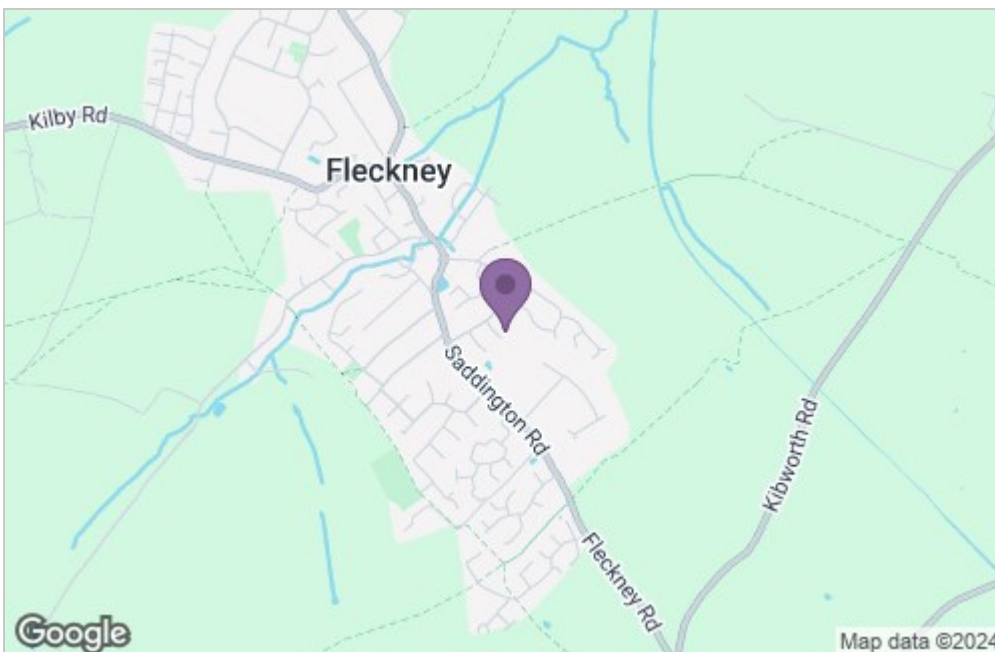 Kilby Rd
Fleckney
Saddington Rd
Kibworth Rd
Fleckney Rd
Google
Map data ©2024